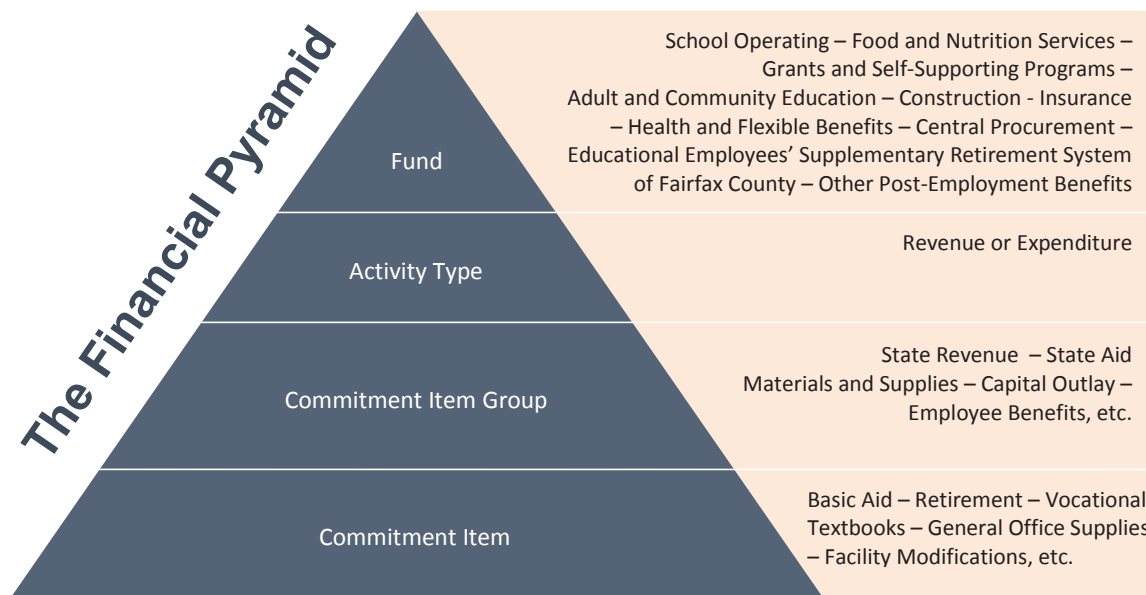 The Financial Pyramid
Fund
School Operating – Food and Nutrition Services –
Grants and Self-Supporting Programs –
Adult and Community Education – Construction - Insurance
– Health and Flexible Benefits – Central Procurement –
Educational Employees’ Supplementary Retirement System
of Fairfax County – Other Post-Employment Benefits
Activity Type
Revenue or Expenditure
Commitment Item Group
State Revenue – State Aid
Materials and Supplies – Capital Outlay –
Employee Benefits, etc.
Commitment Item
Basic Aid – Retirement – Vocational
Textbooks – General Office Supplies
– Facility Modifications, etc.